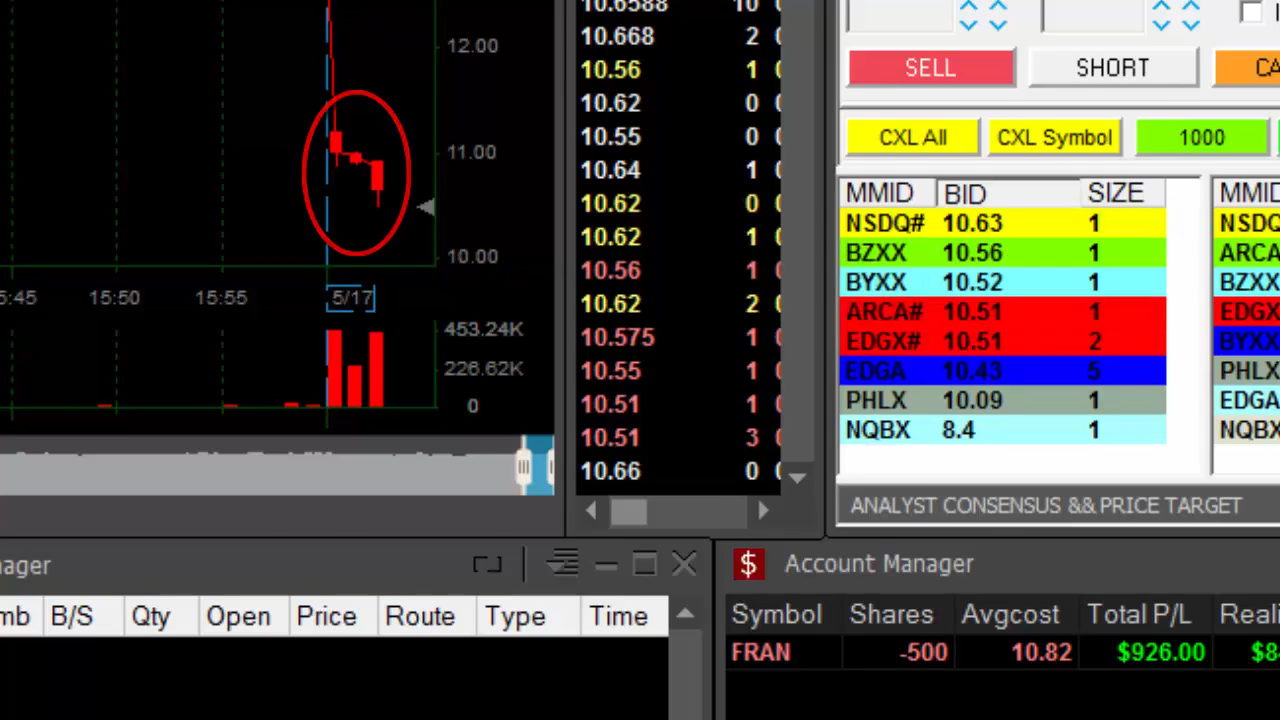 12.00
11.00
10.00
5:45 15:50 15:55 5/17
453.24K
226.62K
0
10.6588 10
10.668 2
10.56 1
10.62 0
10.55 0
10.64 1
10.62 0
10.62 1
10.56 1
10.62 2
10.575 1
10.55 1
10.51 1
10.51 3
10.66 0
SELL SHORT CA
CXL All CXL Symbol 1000
MMID BID SIZE MMID
NSDQ# 10.63 1 NSDQ
BZXX 10.56 1 ARCA
BYXX 10.52 1 BZXX
ARCA# 10.51 1 EDGX
EDGX# 10.51 2 BYXX
EDGA 10.43 5 PHLX
PHLX 10.09 1 EDGA
NQBX 8.4 1 NQBX
ANALYST CONSENSUS && PRICE TARGET
ager
mb B/S Qty Open Price Route Type Time
$ Account Manager
Symbol Shares Avgcost Total P/L Reali
FRAN -500 10.82 $926.00 $8